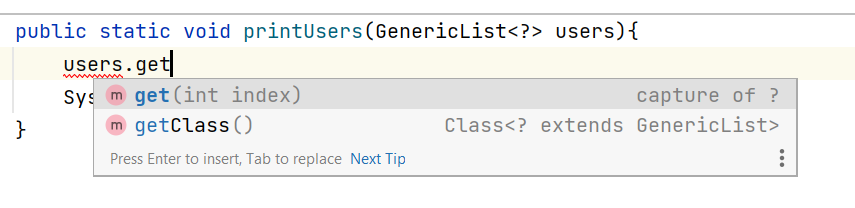 public static void printUsers(GenericList<?> users){
users.get
Sys
m get(int index) capture of ?
m getClass() Class<? extends GenericList>
}
Press Enter to insert, Tab to replace Next Tip